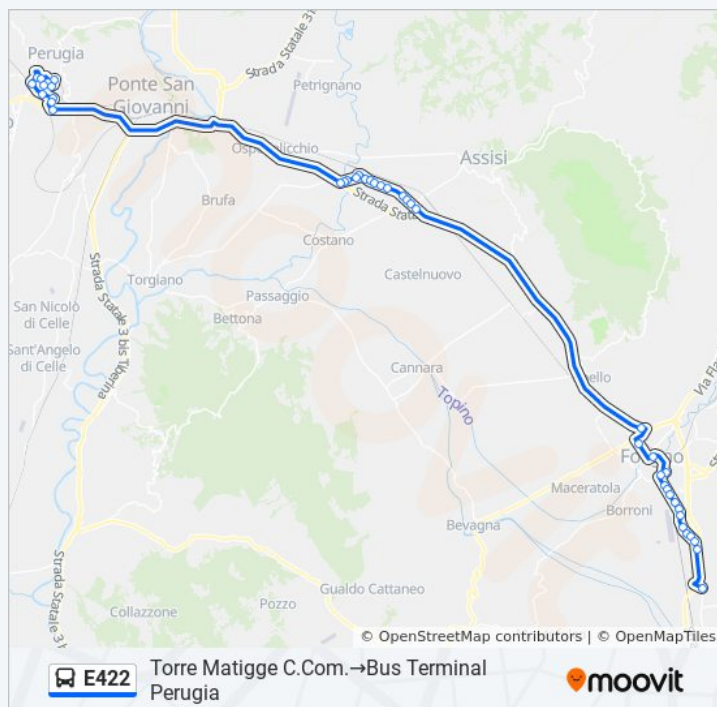 Perugia
Strada Statale 3
Ponte San
Giovanni
Petrignano
Assisi
Brufa
Strada Stata
Costano
Torgiano
Castelnuovo
Passaggio
San Nicolò
di Celle
Strada Statale 3 bis Tiberina
Bettona
Sant'Angelo
di Celle
Cannara
Topino
Via Fla
Maceratola
Borroni
Bevagna
Strada Statale 3 b
Gualdo Cattaneo
Collazzone
Pozzo
© OpenStreetMap contributors | © OpenMapTiles
E422
Torre Matigge C.Com.→Bus Terminal
Perugia
moovit